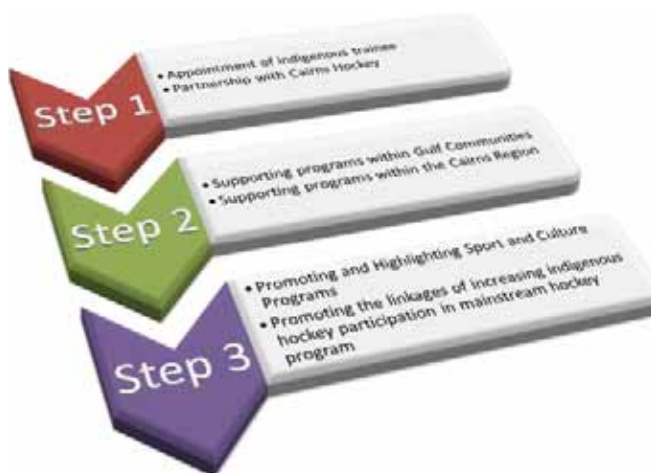 Step 1
• Appointment of indigenous trainee
• Partnership with Cairns Hockey
Step 2
• Supporting programs within Gulf Communities
• Supporting programs within the Cairns Region
Step 3
• Promoting and Highlighting Sport and Culture
Programs
• Promoting the linkages of increasing indigenous
hockey participation in mainstream hockey
program